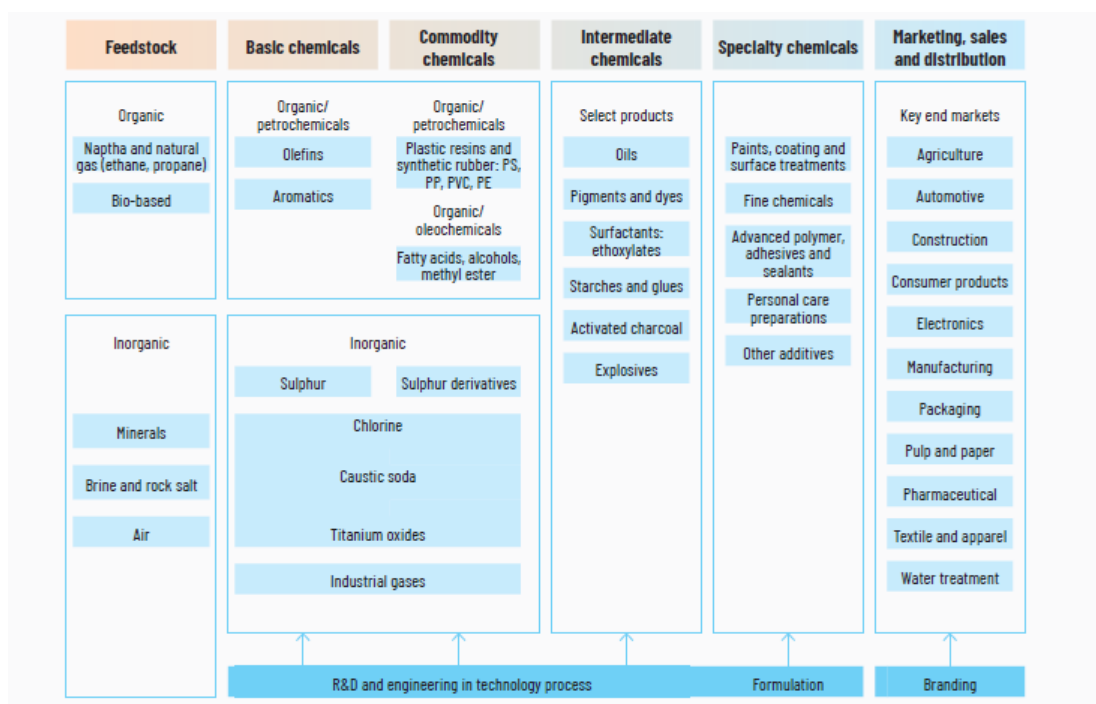 Feedstock
Basic chemicals
Commodity
chemicals
Intermediate
chemicals
Specialty chemicals
Marketing, sales
and distribution
Organic
Naptha and natural
gas (ethane, propane)
Bio-based
Organic/
petrochemicals
Olefins
Aromatics
Organic/
petrochemicals
Plastic resins and
synthetic rubber: PS,
PP, PVC, PE
Organic/
oleochemicals
Fatty acids, alcohols,
methyl ester
Inorganic
Minerals
Brine and rock salt
Air
Inorganic
Sulphur
Sulphur derivatives
Chlorine
Caustic soda
Titanium oxides
Industrial gases
Select products
Oils
Pigments and dyes
Surfactants:
ethoxylates
Starches and glues
Activated charcoal
Explosives
Paints, coating and
surface treatments
Fine chemicals
Advanced polymer,
adhesives and
sealants
Personal care
preparations
Other additives
Key end markets
Agriculture
Automotive
Construction
Consumer products
Electronics
Manufacturing
Packaging
Pulp and paper
Pharmaceutical
Textile and apparel
Water treatment
R&D and engineering in technology process
Formulation
Branding